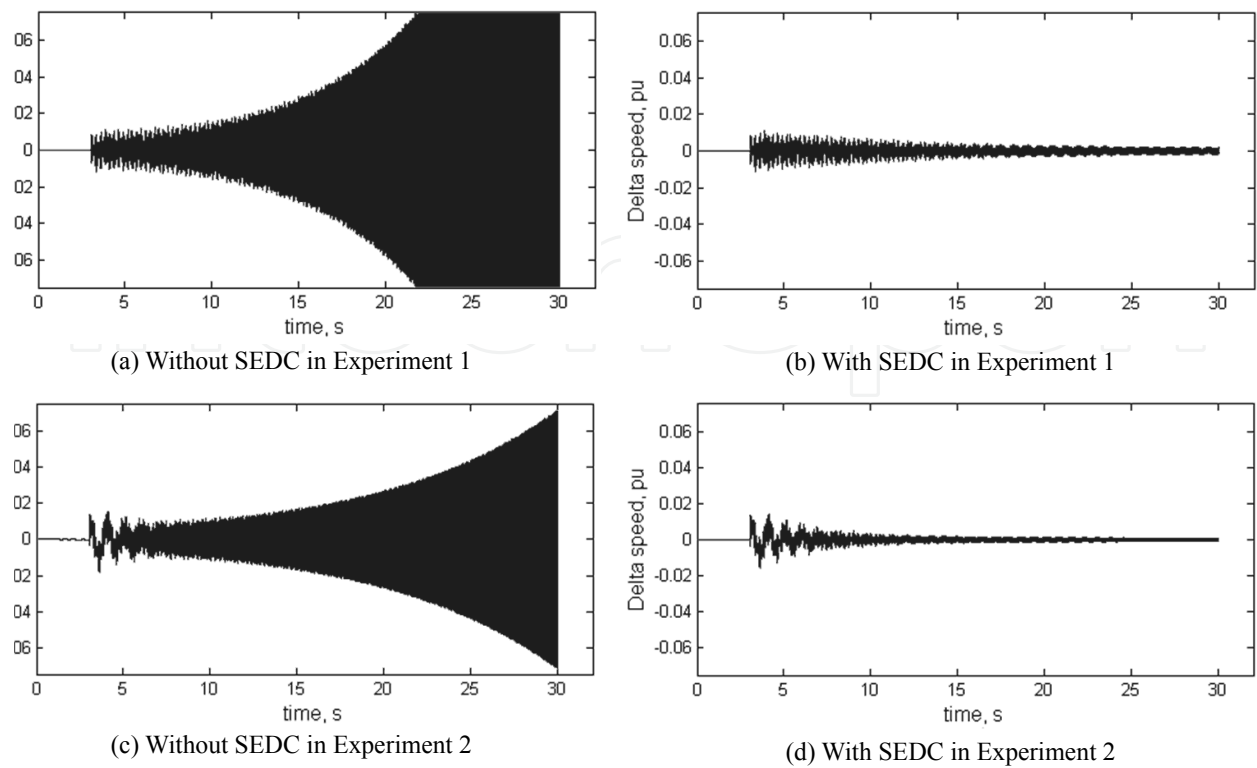 06
04
02
0
02
04
06
0 5 10 15 20 25 30
time, s
(a) Without SEDC in Experiment 1
Delta speed, pu
0.06
0.04
0.02
0
-0.02
-0.04
-0.06
0 5 10 15 20 25 30
time, s
(b) With SEDC in Experiment 1
06
04
02
0
02
04
06
0 5 10 15 20 25 30
time, s
(c) Without SEDC in Experiment 2
Delta speed, pu
0.06
0.04
0.02
0
-0.02
-0.04
-0.06
0 5 10 15 20 25 30
time, s
(d) With SEDC in Experiment 2